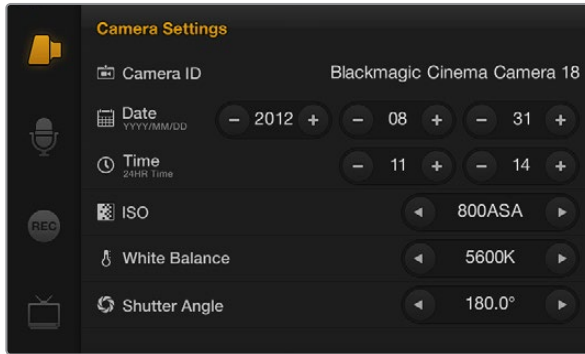 Camera Settings
Camera ID Blackmagic Cinema Camera 18
Date - 2012 + - 08 + - 31 +
YYYY/MM/DD
Time - 11 + - 14 +
24HR Time
REC
ISO 800ASA
White Balance 5600K
Shutter Angle 180.0°